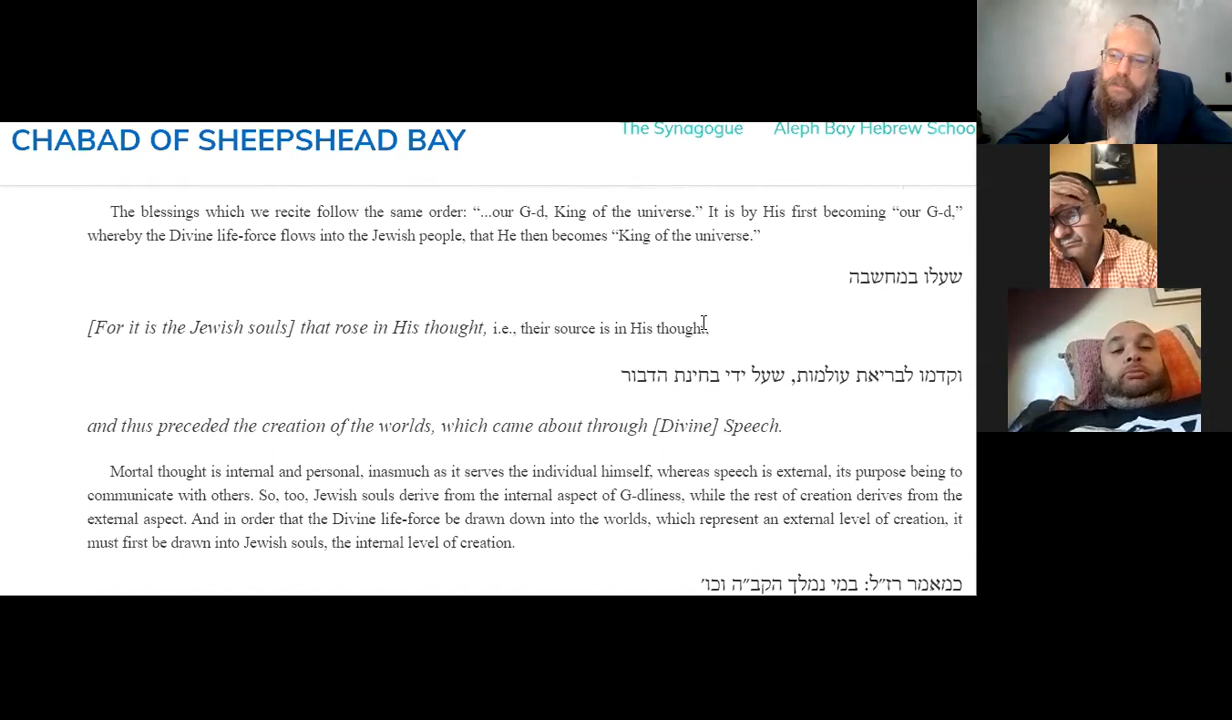 CHABAD OF SHEEPSHEAD BAY
The Synagogue Aleph Bay Hebrew Schoo
The blessings which we recite follow the same order: “...our G-d, King of the universe.” It is by His first becoming “our G-d,”
whereby the Divine life-force flows into the Jewish people, that He then becomes “King of the universe.”
שעלו במחשבה
[For it is the Jewish souls] that rose in His thought, i.e., their source is in His thought,
וקדמו לבריאת עולמות, שעל ידי בחינת הדבור
and thus preceded the creation of the worlds, which came about through [Divine] Speech.
Mortal thought is internal and personal, inasmuch as it serves the individual himself, whereas speech is external, its purpose being to
communicate with others. So, too, Jewish souls derive from the internal aspect of G-dliness, while the rest of creation derives from the
external aspect. And in order that the Divine life-force be drawn down into the worlds, which represent an external level of creation, it
must first be drawn into Jewish souls, the internal level of creation.
כמאמר רז״ל: במי נמלך הקב״ה וכו׳